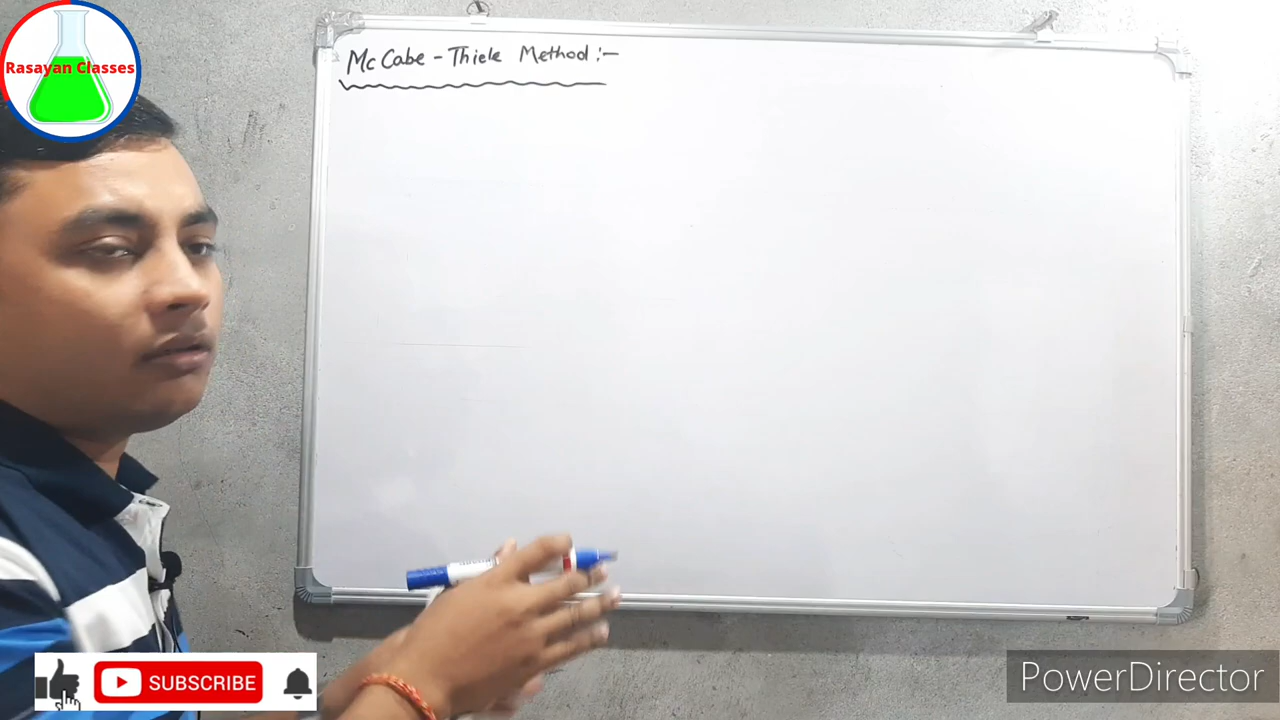 Rasayan Classes
Mc Cabe - Thiele Method :-
SUBSCRIBE
PowerDirector